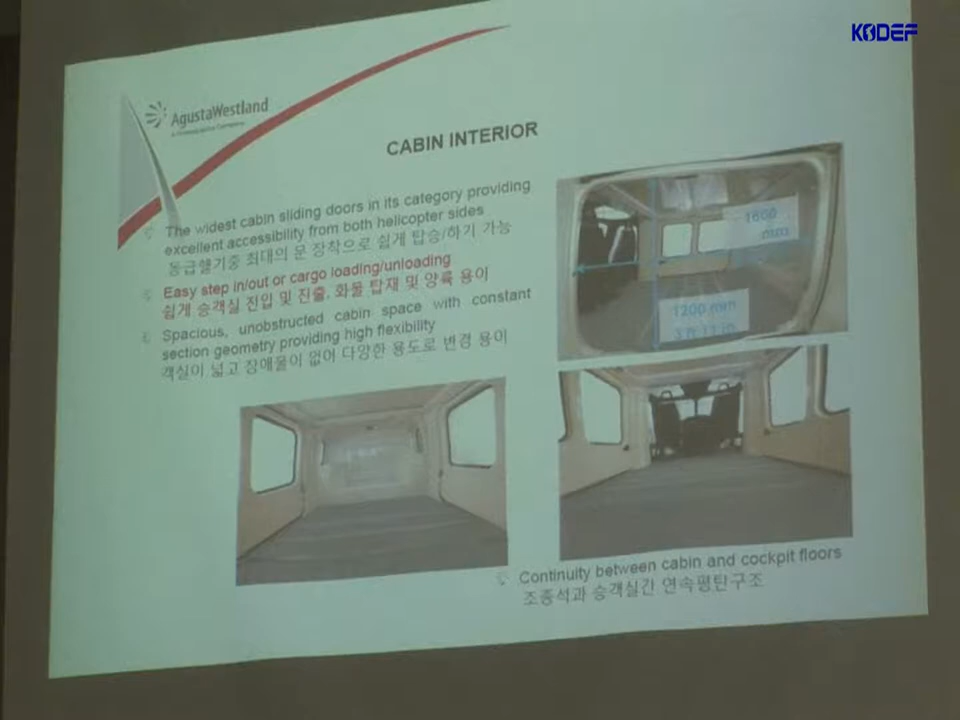 KODEF
AgustaWestland
CABIN INTERIOR
The widest cabin sliding doors in its category providing
excellent accessibility from both helicopter sides
동급헬기중 최대의 문 장착으로 쉽게 탑승/하기 가능
Easy step in/out or cargo loading/unloading
쉽게 승객실 진입 및 진출, 화물 탑재 및 양륙 용이
Spacious, unobstructed cabin space with constant
section geometry providing high flexibility
객실이 넓고 장애물이 없어 다양한 용도로 변경 용이
1600
mm
1200 mm
3 ft 11 in
Continuity between cabin and cockpit floors
조종석과 승객실간 연속평탄구조